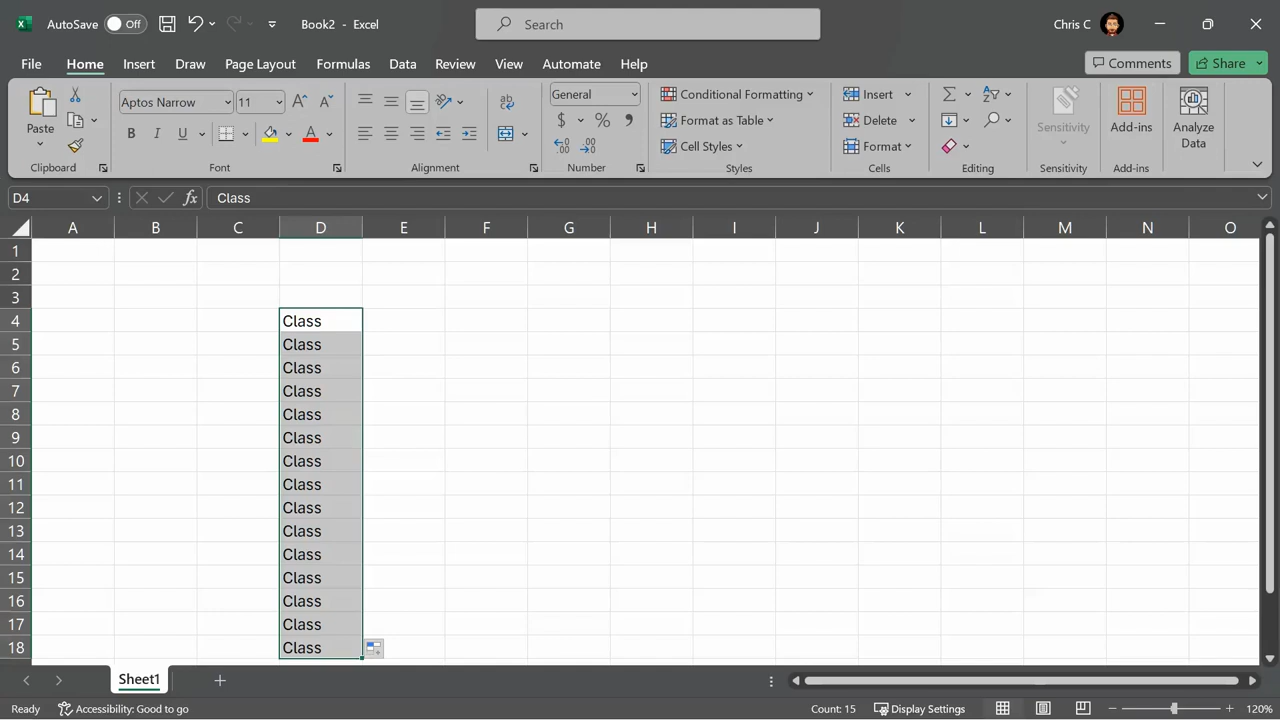 AutoSave Off Book2 - Excel Search Chris C
File Home Insert Draw Page Layout Formulas Data Review View Automate Help Comments Share
Aptos Narrow 11 General Conditional Formatting Insert
Paste Format as Table Delete Sensitivity Add-ins Analyze Data
B I U A ab c $ % 9 Cell Styles Format
Clipboard Font Alignment Number Styles Cells Editing Sensitivity Add-ins
D4 fx Class
A B C D E F G H I J K L M N O
1
2
3
4 Class
5 Class
6 Class
7 Class
8 Class
9 Class
10 Class
11 Class
12 Class
13 Class
14 Class
15 Class
16 Class
17 Class
18 Class
Sheet1
Ready Accessibility: Good to go Count: 15 Display Settings 120%